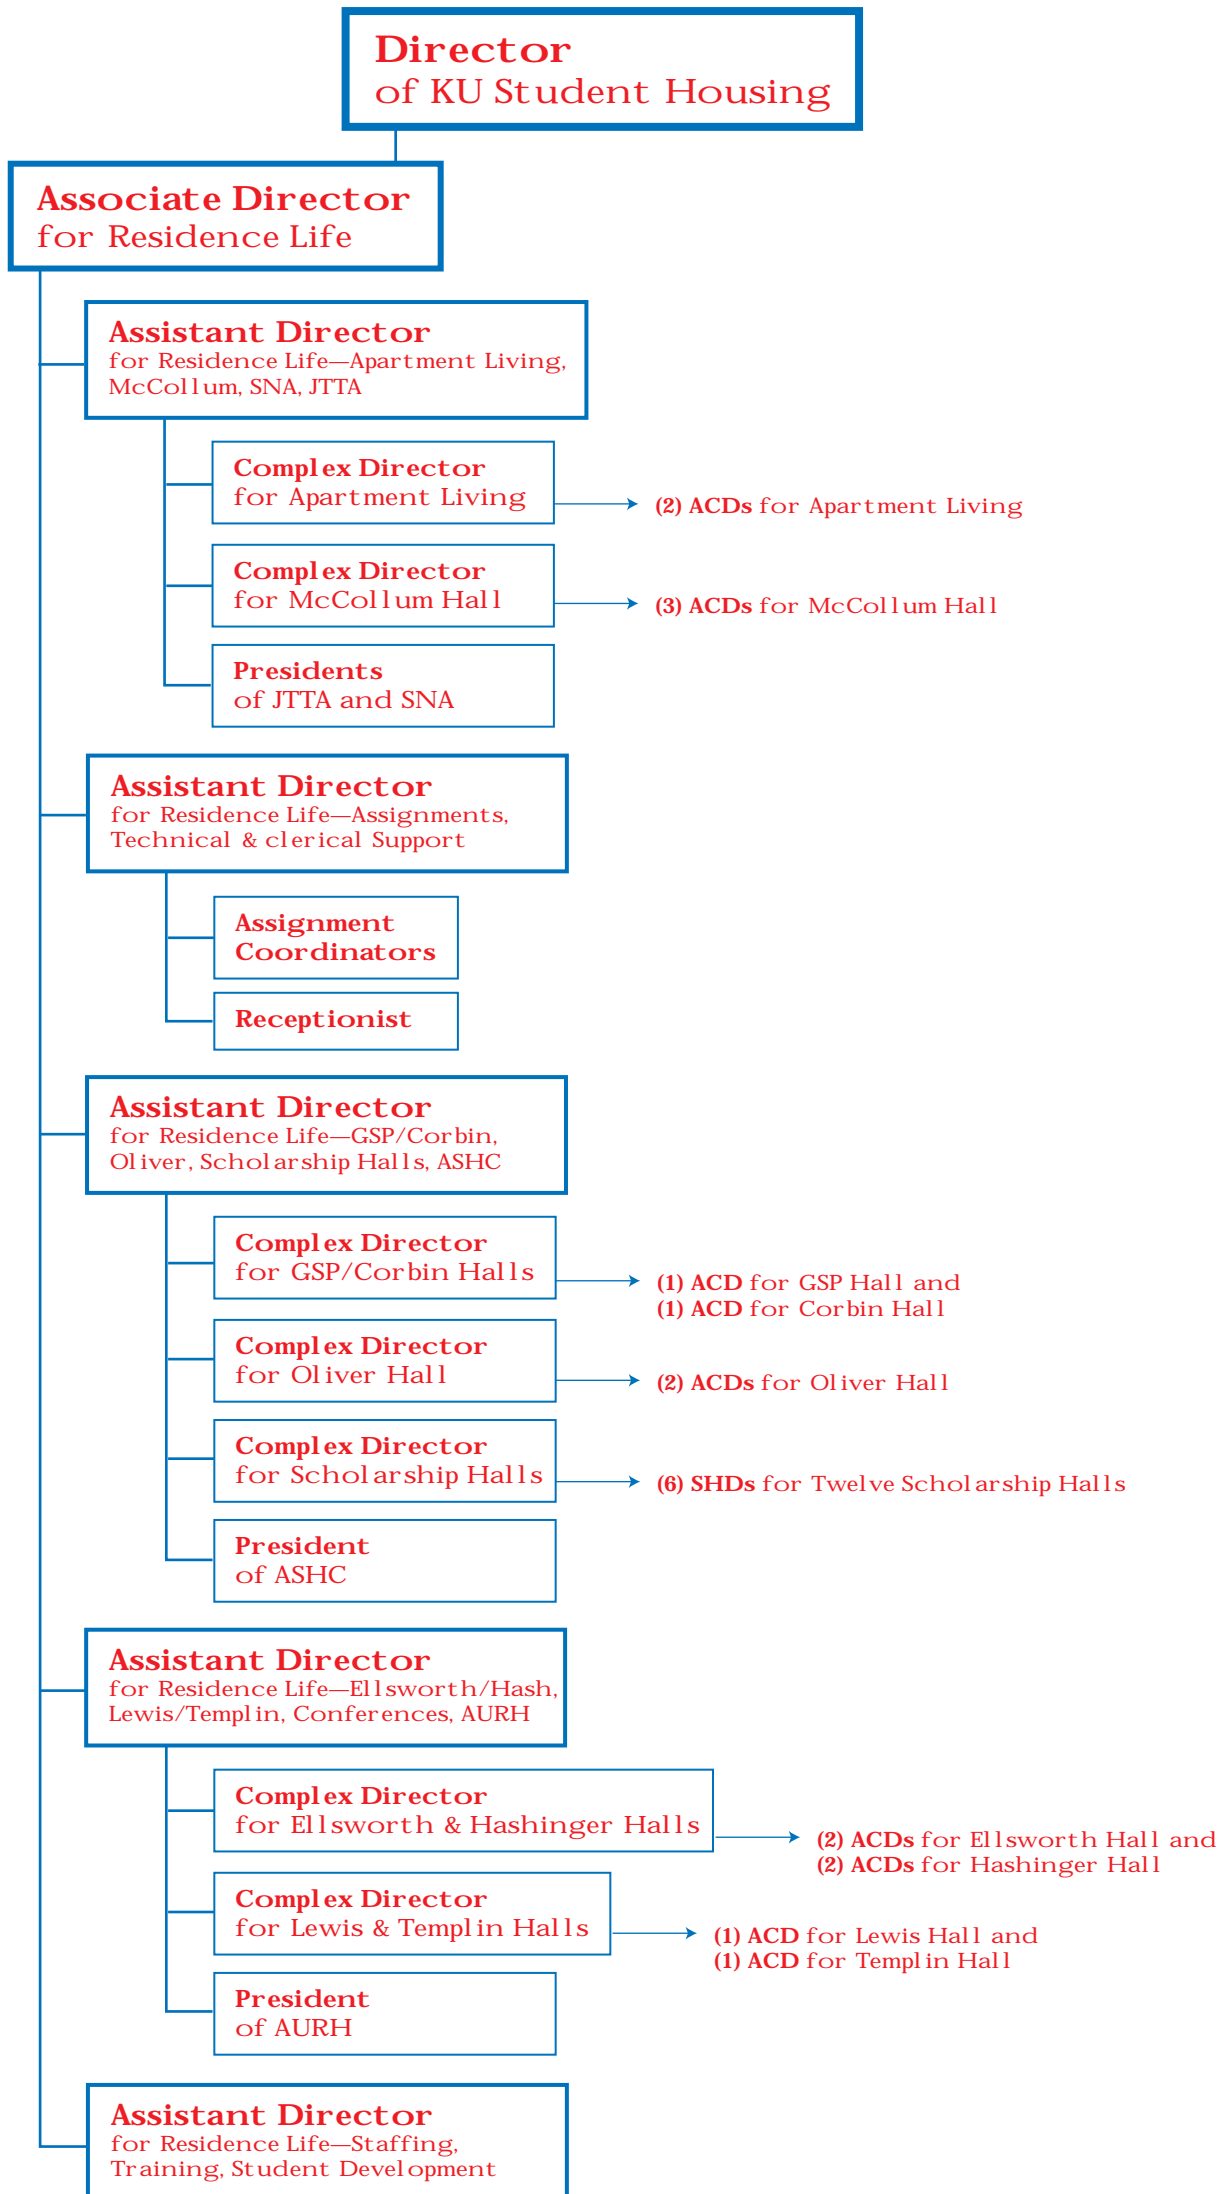 Director
of KU Student Housing
Associate Director
for Residence Life
Assistant Director
for Residence Life—Apartment Living,
McCollum, SNA, JTTA
Complex Director
for Apartment Living
(2) ACDs for Apartment Living
Complex Director
for McCollum Hall
(3) ACDs for McCollum Hall
Presidents
of JTTA and SNA
Assistant Director
for Residence Life—Assignments,
Technical & clerical Support
Assignment
Coordinators
Receptionist
Assistant Director
for Residence Life—GSP/Corbin,
Oliver, Scholarship Halls, ASHC
Complex Director
for GSP/Corbin Halls
(1) ACD for GSP Hall and
(1) ACD for Corbin Hall
Complex Director
for Oliver Hall
(2) ACDs for Oliver Hall
Complex Director
for Scholarship Halls
(6) SHDs for Twelve Scholarship Halls
President
of ASHC
Assistant Director
for Residence Life—Ellsworth/Hash,
Lewis/Templin, Conferences, AURH
Complex Director
for Ellsworth & Hashinger Halls
(2) ACDs for Ellsworth Hall and
(2) ACDs for Hashinger Hall
Complex Director
for Lewis & Templin Halls
(1) ACD for Lewis Hall and
(1) ACD for Templin Hall
President
of AURH
Assistant Director
for Residence Life—Staffing,
Training, Student Development